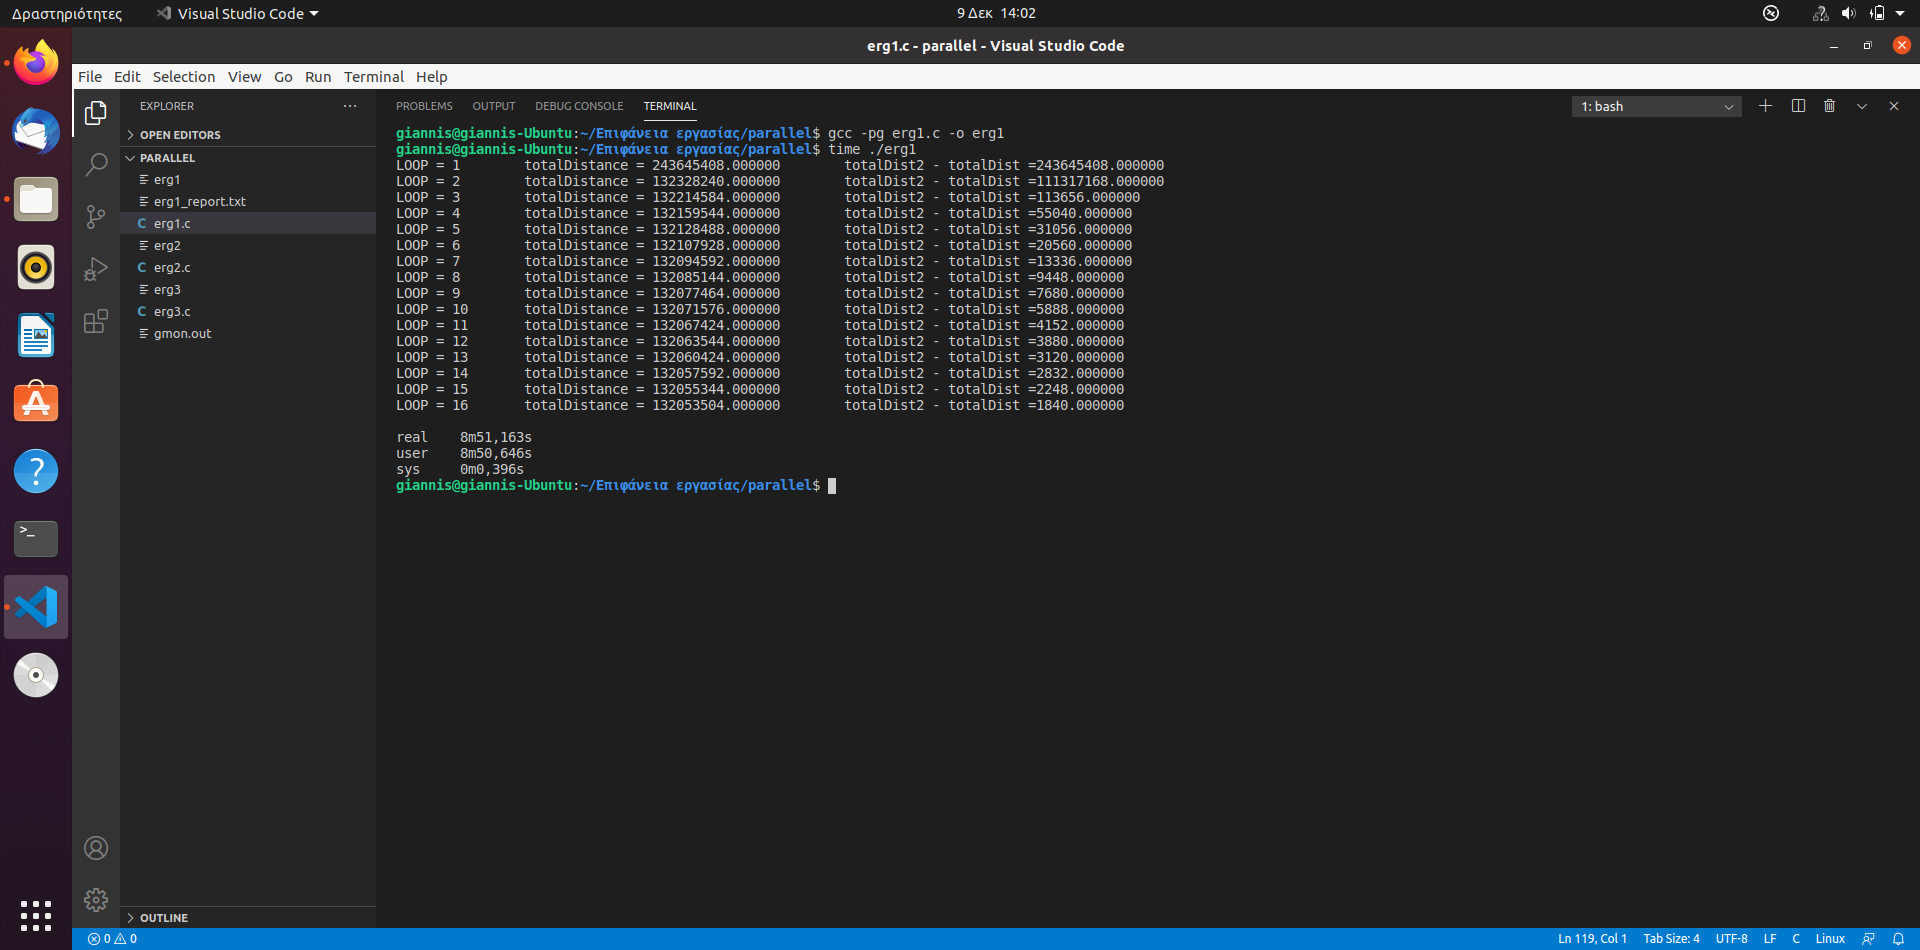 Δραστηριότητες Visual Studio Code 9 Δεκ 14:02
erg1.c - parallel - Visual Studio Code
File Edit Selection View Go Run Terminal Help
EXPLORER
OPEN EDITORS
PARALLEL
erg1
erg1_report.txt
C erg1.c
erg2
C erg2.c
erg3
C erg3.c
gmon.out
OUTLINE
PROBLEMS OUTPUT DEBUG CONSOLE TERMINAL 1: bash
giannis@giannis-Ubuntu:~/Επιφάνεια εργασίας/parallel$ gcc -pg erg1.c -o erg1
giannis@giannis-Ubuntu:~/Επιφάνεια εργασίας/parallel$ time ./erg1
LOOP = 1 totalDistance = 243645408.000000 totalDist2 - totalDist =243645408.000000
LOOP = 2 totalDistance = 132328240.000000 totalDist2 - totalDist =111317168.000000
LOOP = 3 totalDistance = 132214584.000000 totalDist2 - totalDist =113656.000000
LOOP = 4 totalDistance = 132159544.000000 totalDist2 - totalDist =55040.000000
LOOP = 5 totalDistance = 132128488.000000 totalDist2 - totalDist =31056.000000
LOOP = 6 totalDistance = 132107928.000000 totalDist2 - totalDist =20560.000000
LOOP = 7 totalDistance = 132094592.000000 totalDist2 - totalDist =13336.000000
LOOP = 8 totalDistance = 132085144.000000 totalDist2 - totalDist =9448.000000
LOOP = 9 totalDistance = 132077464.000000 totalDist2 - totalDist =7680.000000
LOOP = 10 totalDistance = 132071576.000000 totalDist2 - totalDist =5888.000000
LOOP = 11 totalDistance = 132067424.000000 totalDist2 - totalDist =4152.000000
LOOP = 12 totalDistance = 132063544.000000 totalDist2 - totalDist =3880.000000
LOOP = 13 totalDistance = 132060424.000000 totalDist2 - totalDist =3120.000000
LOOP = 14 totalDistance = 132057592.000000 totalDist2 - totalDist =2832.000000
LOOP = 15 totalDistance = 132055344.000000 totalDist2 - totalDist =2248.000000
LOOP = 16 totalDistance = 132053504.000000 totalDist2 - totalDist =1840.000000
real 8m51,163s
user 8m50,646s
sys 0m0,396s
giannis@giannis-Ubuntu:~/Επιφάνεια εργασίας/parallel$
0 0 Ln 119, Col 1 Tab Size: 4 UTF-8 LF C Linux